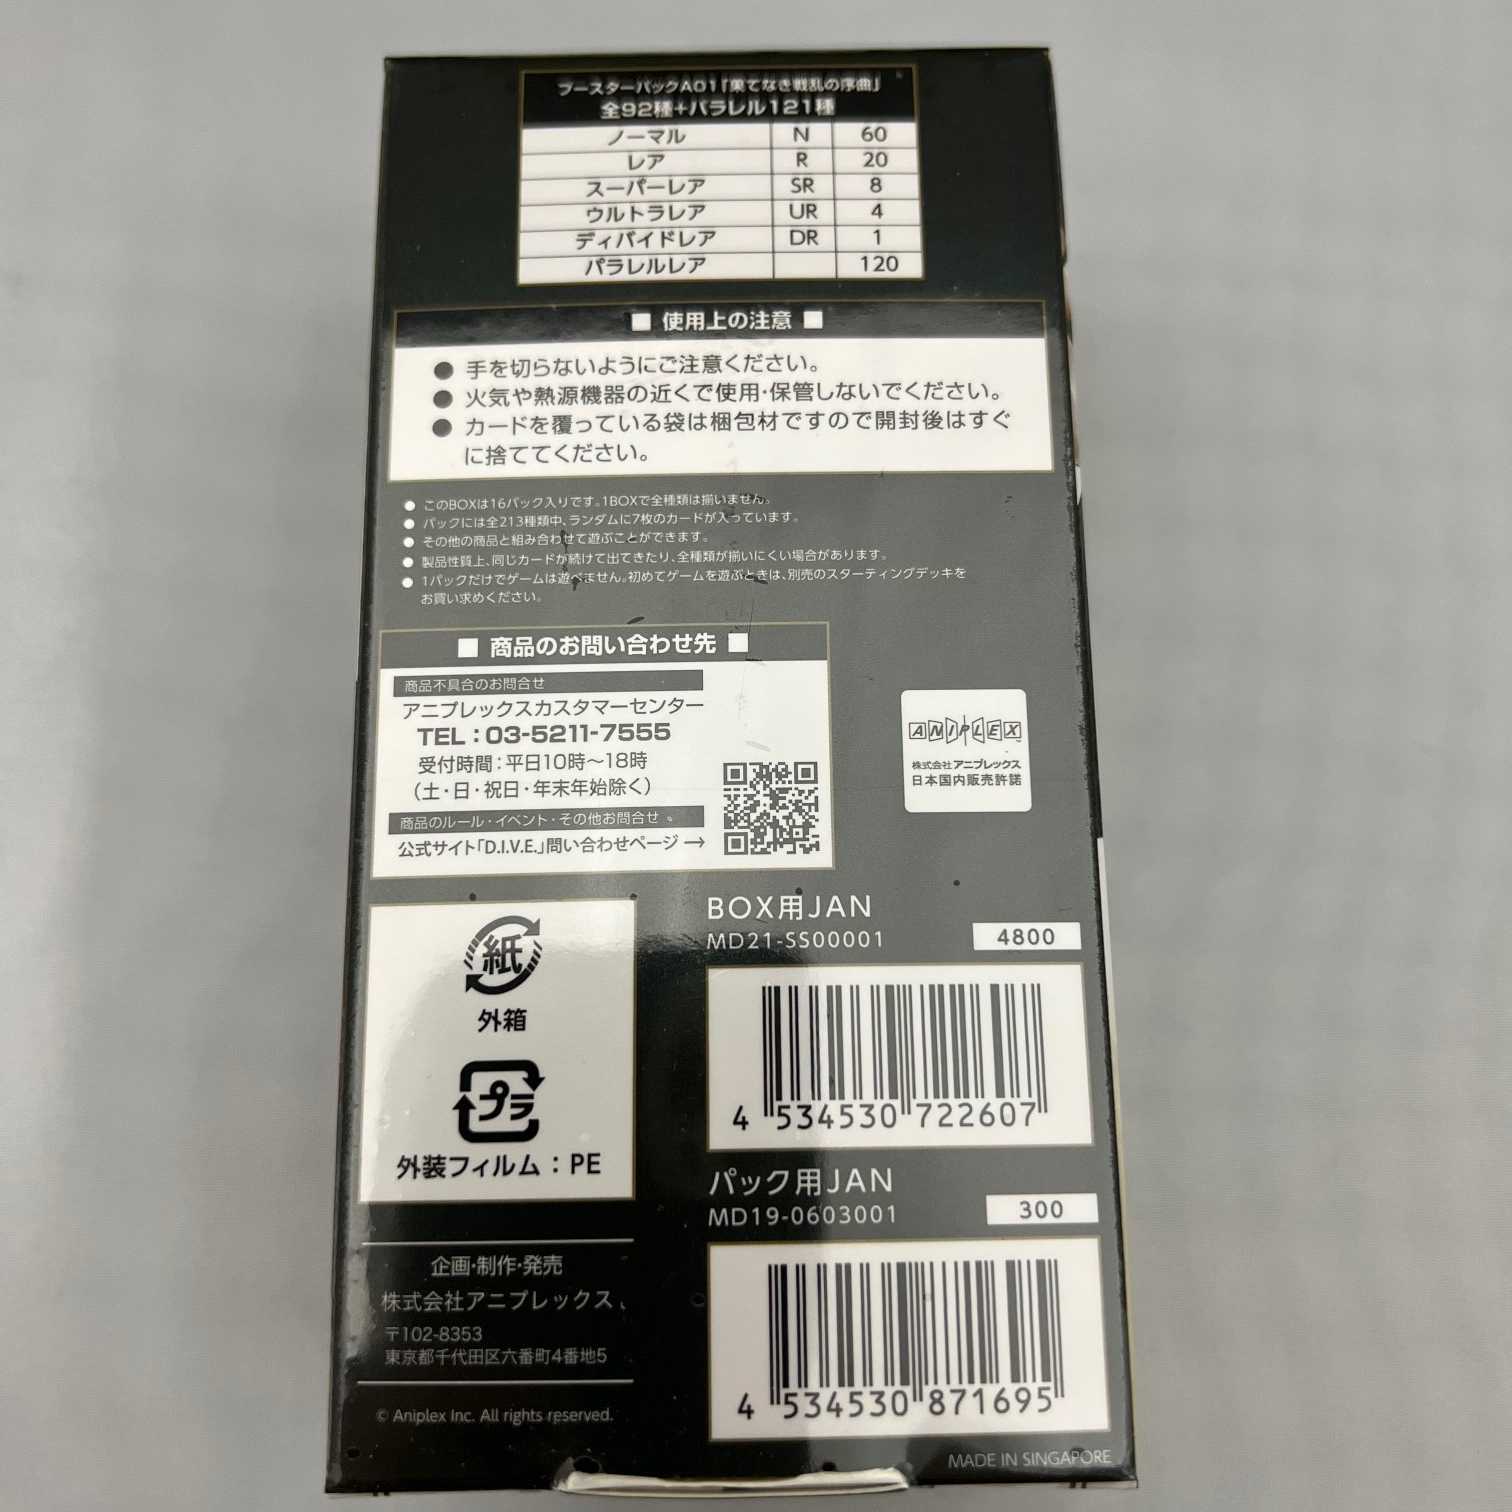 ブースターパックA01「果てなき戦乱の序曲」
全92種+パラレル121種
ノーマル N 60
レア R 20
スーパーレア SR 8
ウルトラレア UR 4
ディバイドレア DR 1
パラレルレア 120
■ 使用上の注意 ■
● 手を切らないようにご注意ください。
● 火気や熱源機器の近くで使用・保管しないでください。
● カードを覆っている袋は梱包材ですので開封後はすぐ
に捨ててください。
● このBOXは16パック入りです。1BOXで全種類は揃いません。
● パックには全213種類中、ランダムに7枚のカードが入っています。
● その他の商品と組み合わせて遊ぶことができます。
● 製品性質上、同じカードが続けて出てきたり、全種類が揃いにくい場合があります。
● 1パックだけでゲームは遊べません。初めてゲームを遊ぶときは、別売のスターティングデッキを
お買い求めください。
■ 商品のお問い合わせ先 ■
商品不具合のお問合せ
アニプレックスカスタマーセンター
TEL：03-5211-7555
受付時間：平日10時～18時
（土・日・祝日・年末年始除く）
商品のルール・イベント・その他お問合せ 。
公式サイト「D.I.V.E.」問い合わせページ →
ANIPLEX
株式会社アニプレックス
日本国内販売許諾
紙
外箱
プラ
外装フィルム：PE
BOX用JAN
MD21-SS00001 4800
4 534530 722607
パック用JAN
MD19-0603001 300
4 534530 871695
企画・制作・発売
株式会社アニプレックス
〒102-8353
東京都千代田区六番町4番地5
© Aniplex Inc. All rights reserved.
MADE IN SINGAPORE